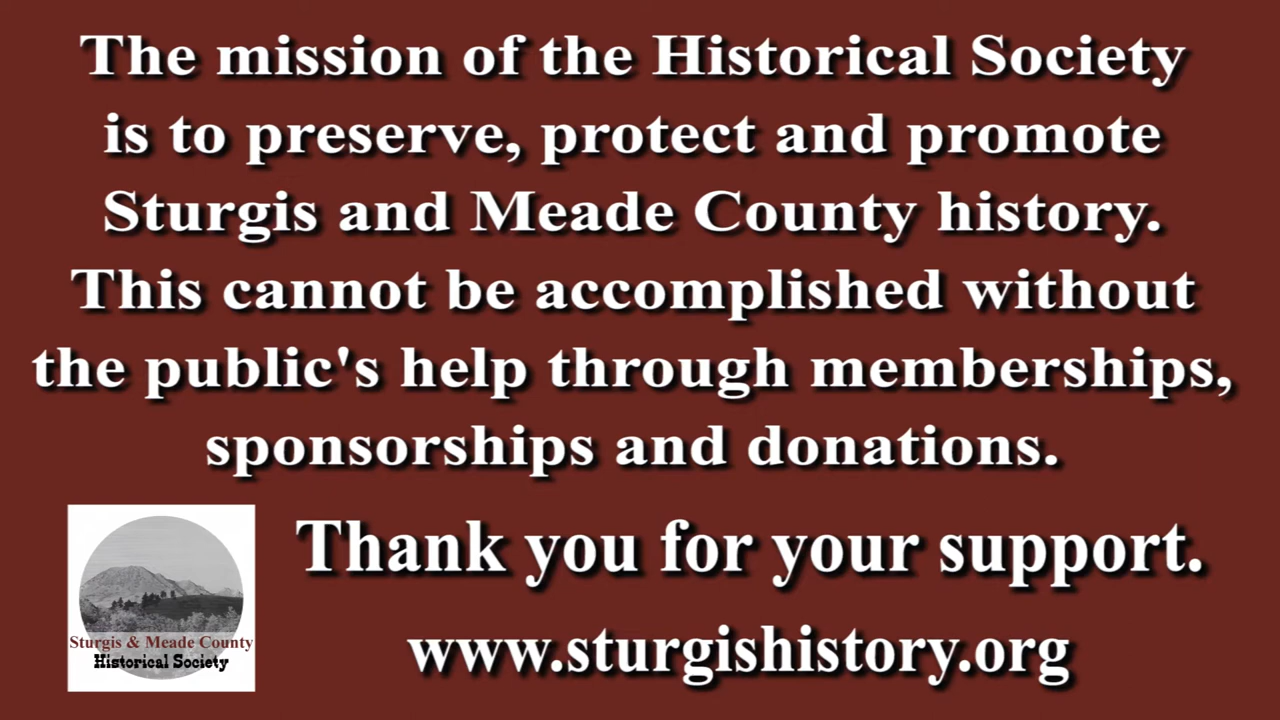 The mission of the Historical Society
is to preserve, protect and promote
Sturgis and Meade County history.
This cannot be accomplished without
the public's help through memberships,
sponsorships and donations.
Thank you for your support.
www.sturgishistory.org
Sturgis & Meade County
Historical Society